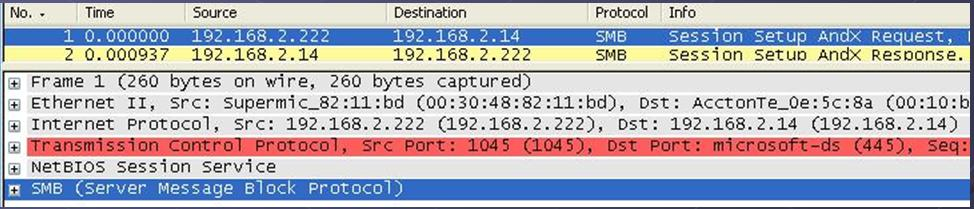 No. Time Source Destination Protocol Info
1 0.000000 192.168.2.222 192.168.2.14 SMB Session Setup AndX Request,
2 0.000937 192.168.2.14 192.168.2.222 SMB Session Setup AndX Response.
Frame 1 (260 bytes on wire, 260 bytes captured)
Ethernet II, Src: Supermic_82:11:bd (00:30:48:82:11:bd), Dst: AcctonTe_0e:5c:8a (00:10:b
Internet Protocol, Src: 192.168.2.222 (192.168.2.222), Dst: 192.168.2.14 (192.168.2.14)
Transmission Control Protocol, Src Port: 1045 (1045), Dst Port: microsoft-ds (445), Seq:
NetBIOS Session Service
SMB (Server Message Block Protocol)